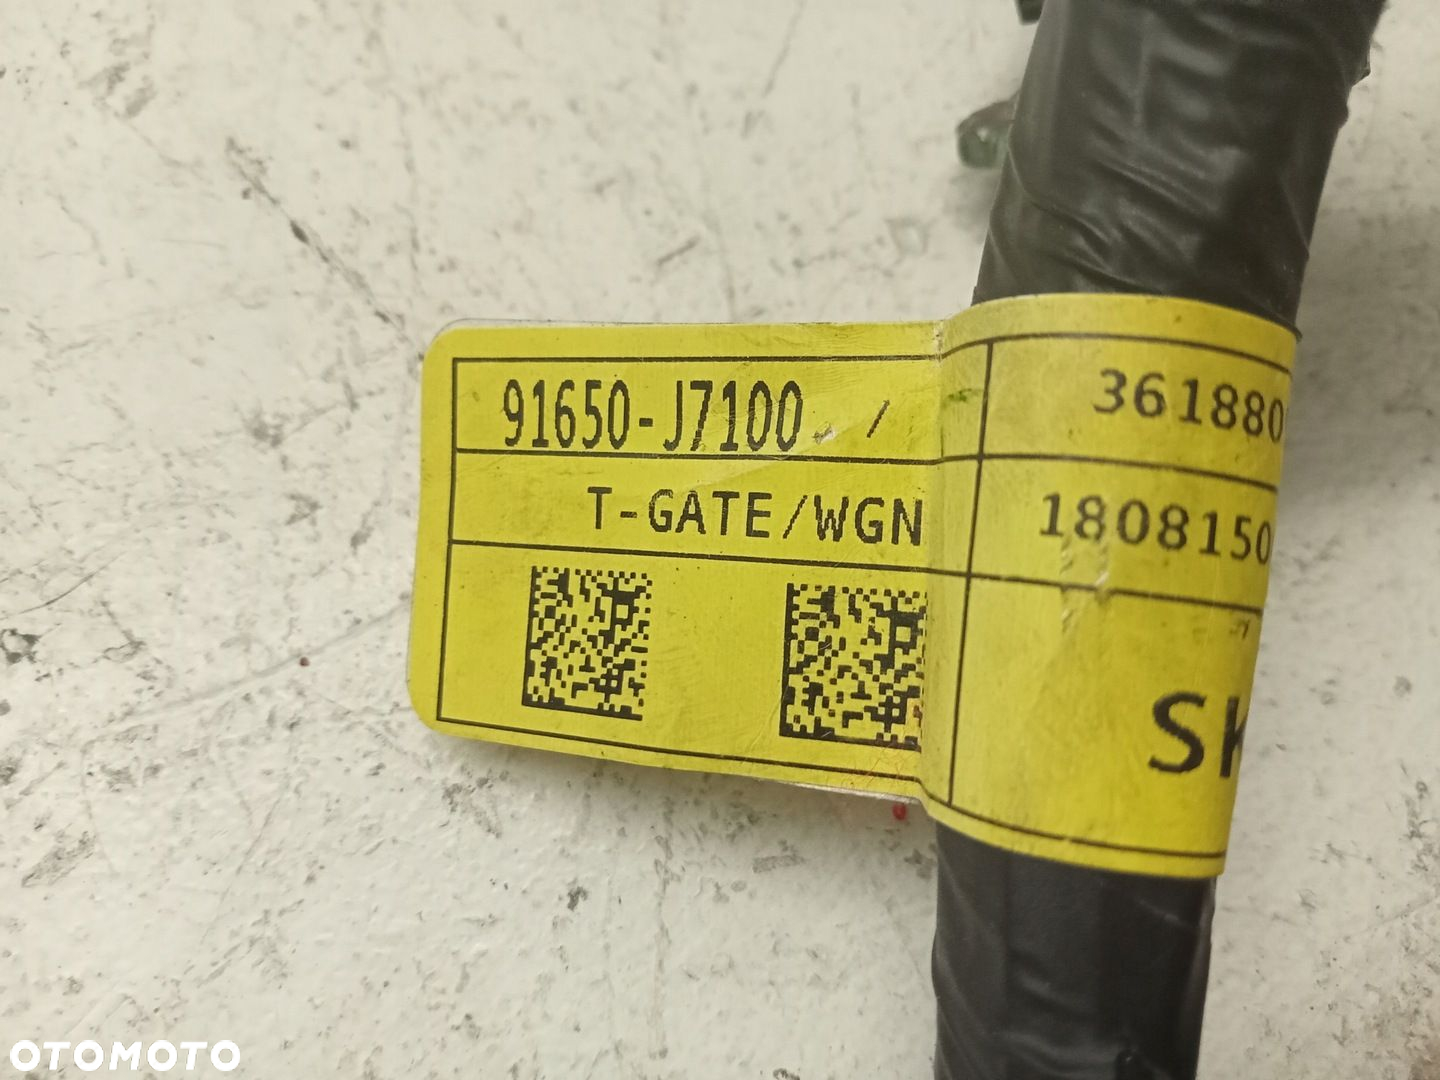 91650-J7100 /
361880
T-GATE/WGN
1808150
SK
OTOMOTO